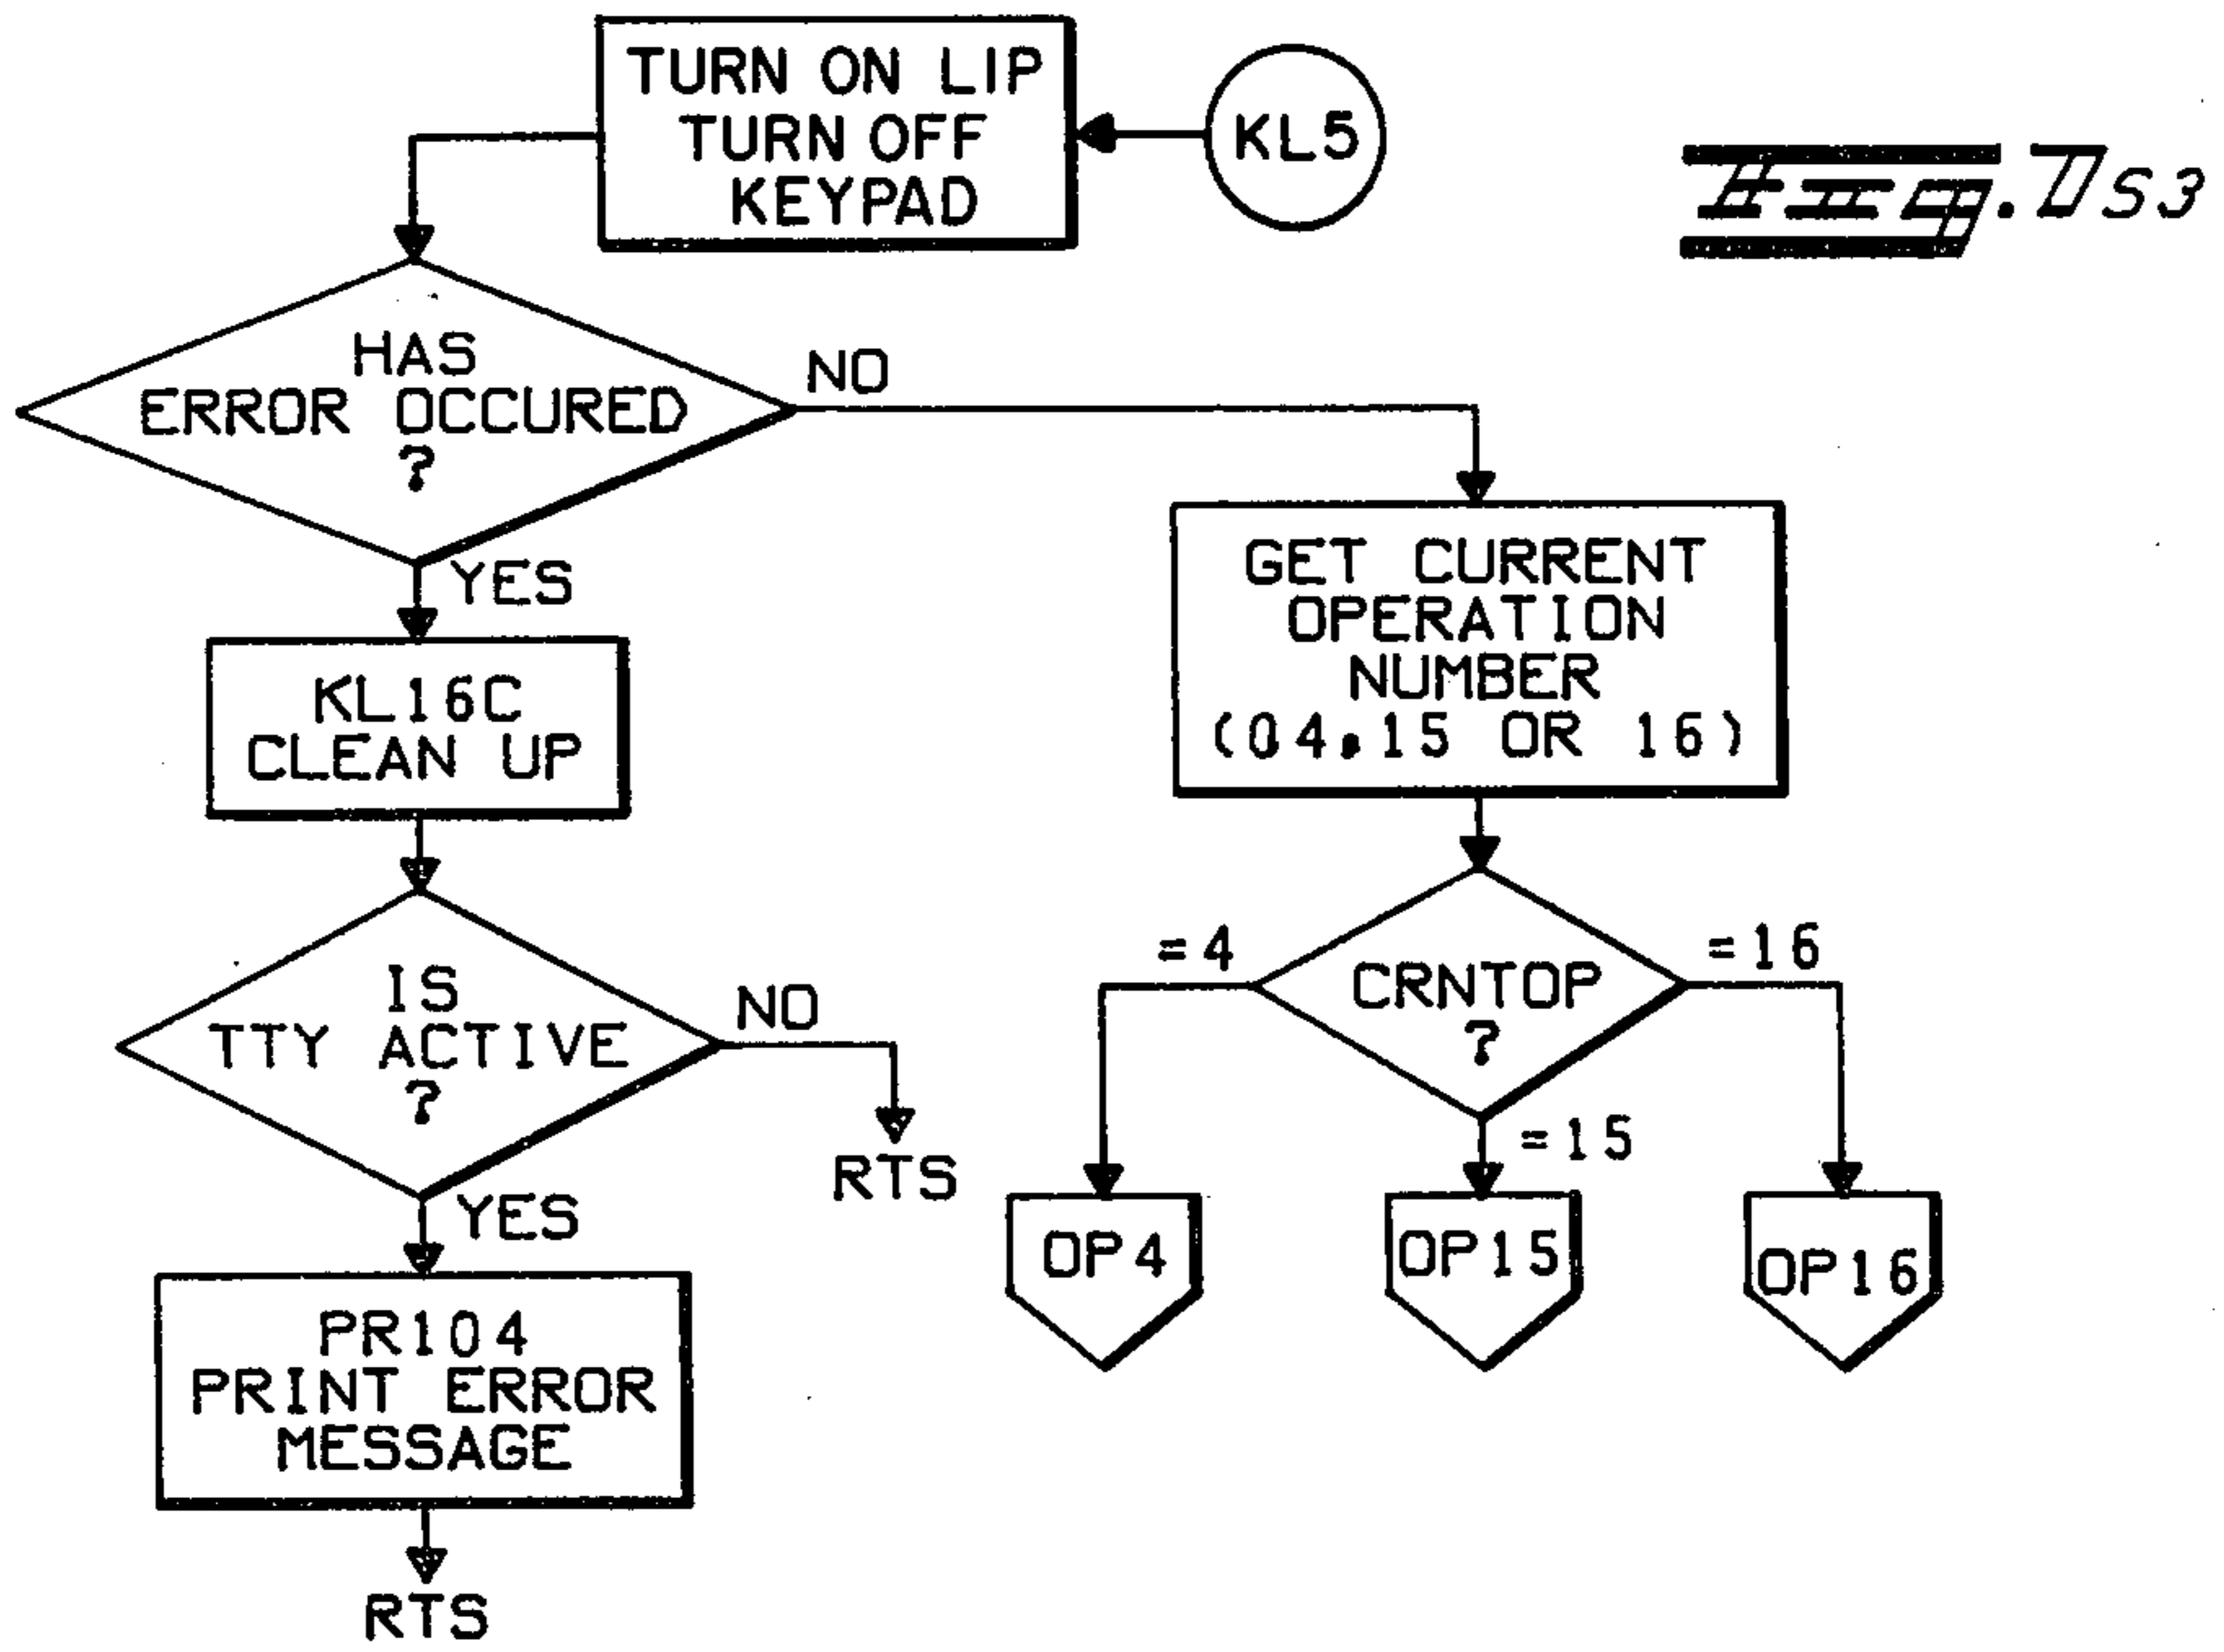 TURN ON LIP
TURN OFF
KEYPAD
KL5
Fig. 7s3
HAS
ERROR OCCURED
?
NO
YES
GET CURRENT
OPERATION
NUMBER
(04,15 OR 16)
KL16C
CLEAN UP
=4
CRNTOP
?
=16
=15
IS
TTY ACTIVE
?
NO
RTS
YES
OP4
OP15
OP16
PR104
PRINT ERROR
MESSAGE
RTS